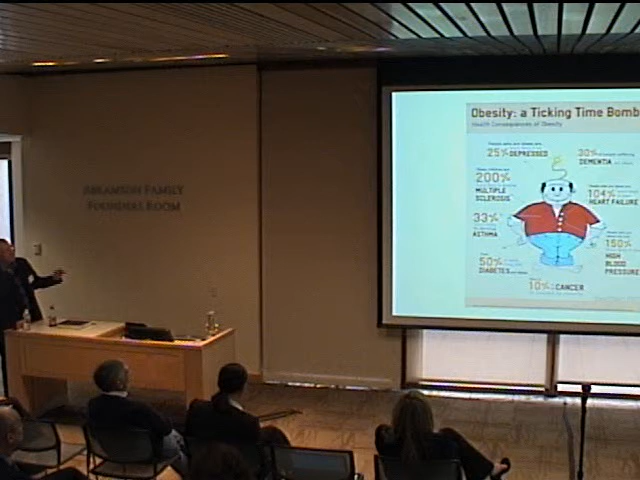 ABRAMSON FAMILY
FOUNDERS ROOM
Obesity: a Ticking Time Bomb
Health Consequences of Obesity
25% DEPRESSED
30%
DEMENTIA
200%
MULTIPLE
SCLEROSIS
104%
HEART FAILURE
33%
ASTHMA
150%
HIGH
BLOOD
PRESSURE
50%
DIABETES
10% CANCER